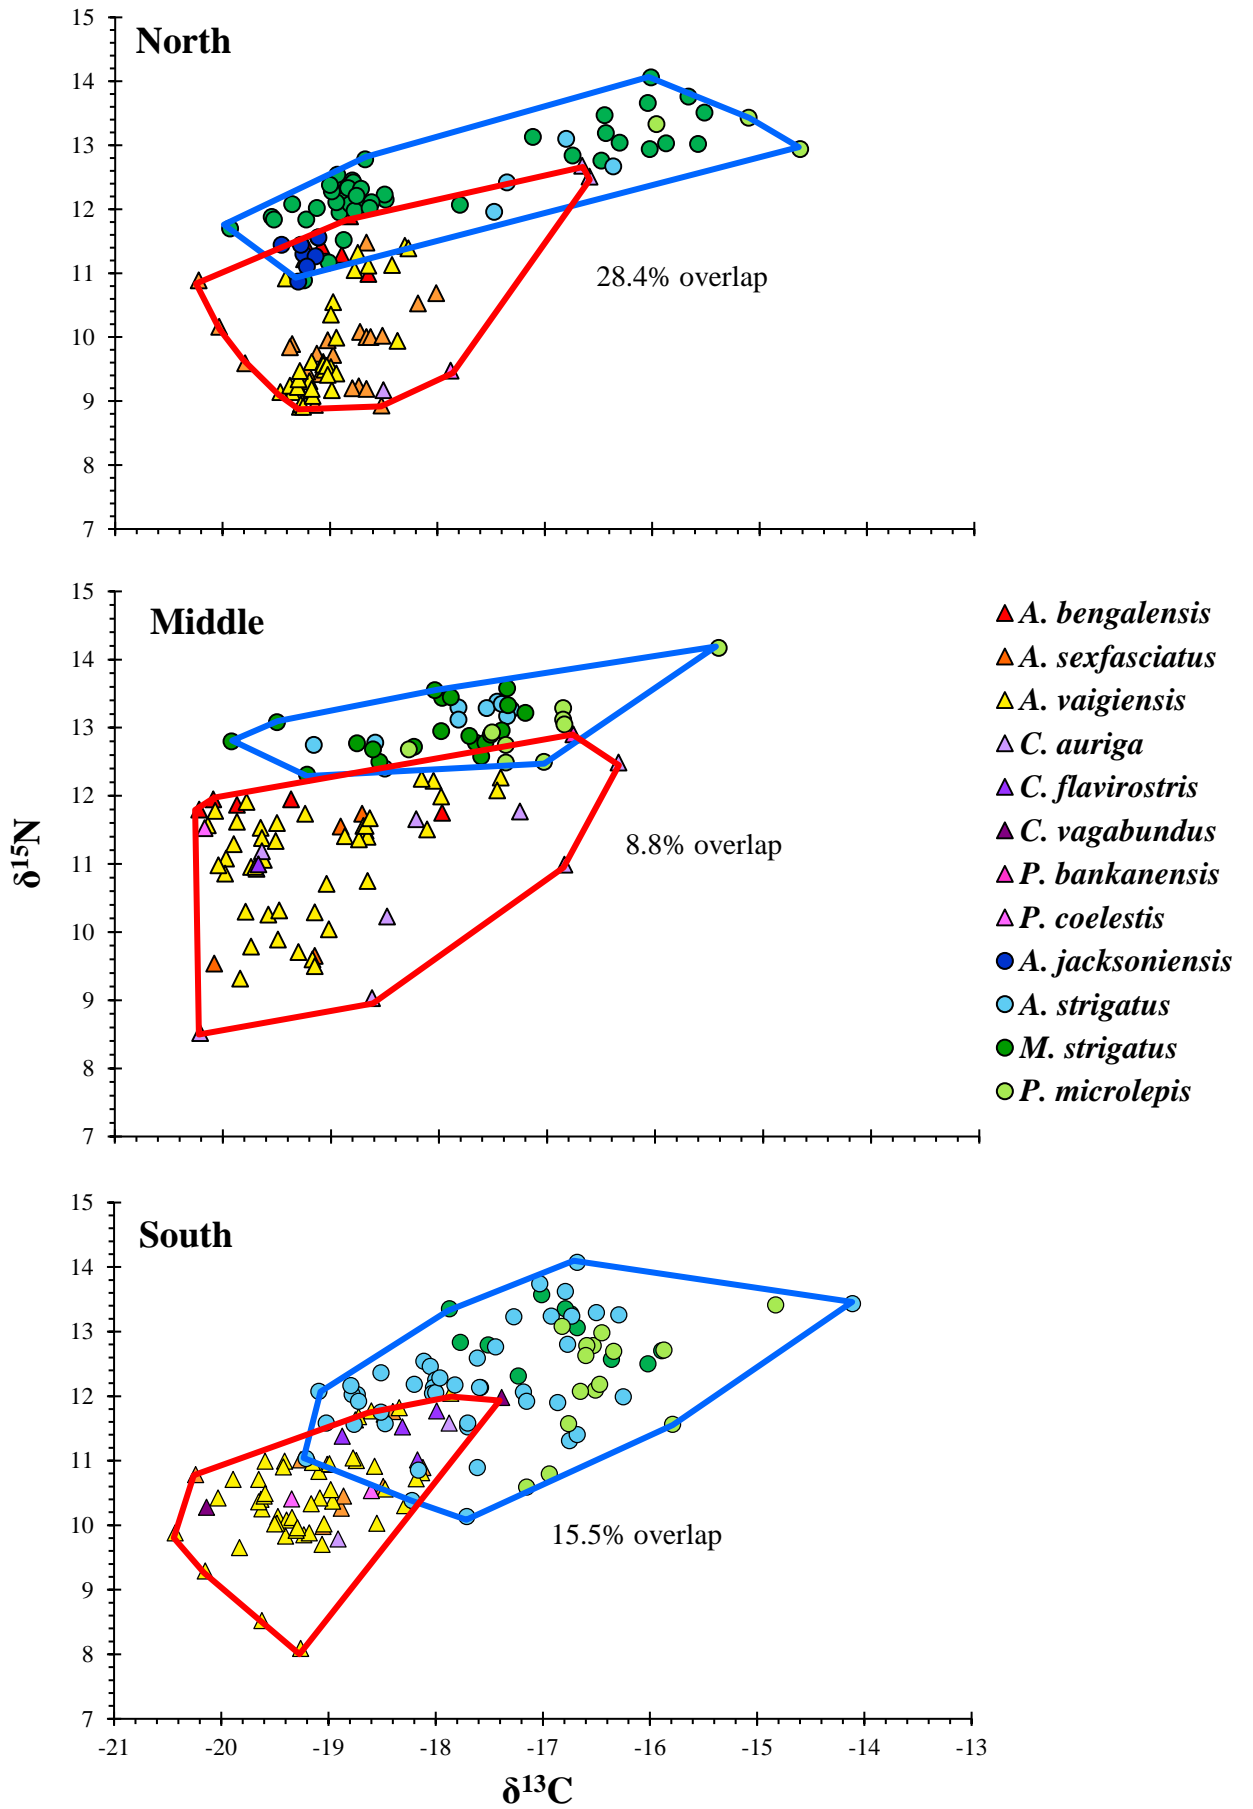 15
North
14
13
12
11
28.4% overlap
10
9
8
7
15
Middle
14
13
12
11
8.8% overlap
10
9
8
7
δ15N
A. bengalensis
A. sexfasciatus
A. vaigiensis
C. auriga
C. flavirostris
C. vagabundus
P. bankanensis
P. coelestis
A. jacksoniensis
A. strigatus
M. strigatus
P. microlepis
15
South
14
13
12
11
15.5% overlap
10
9
8
7
-21 -20 -19 -18 -17 -16 -15 -14 -13
δ13C